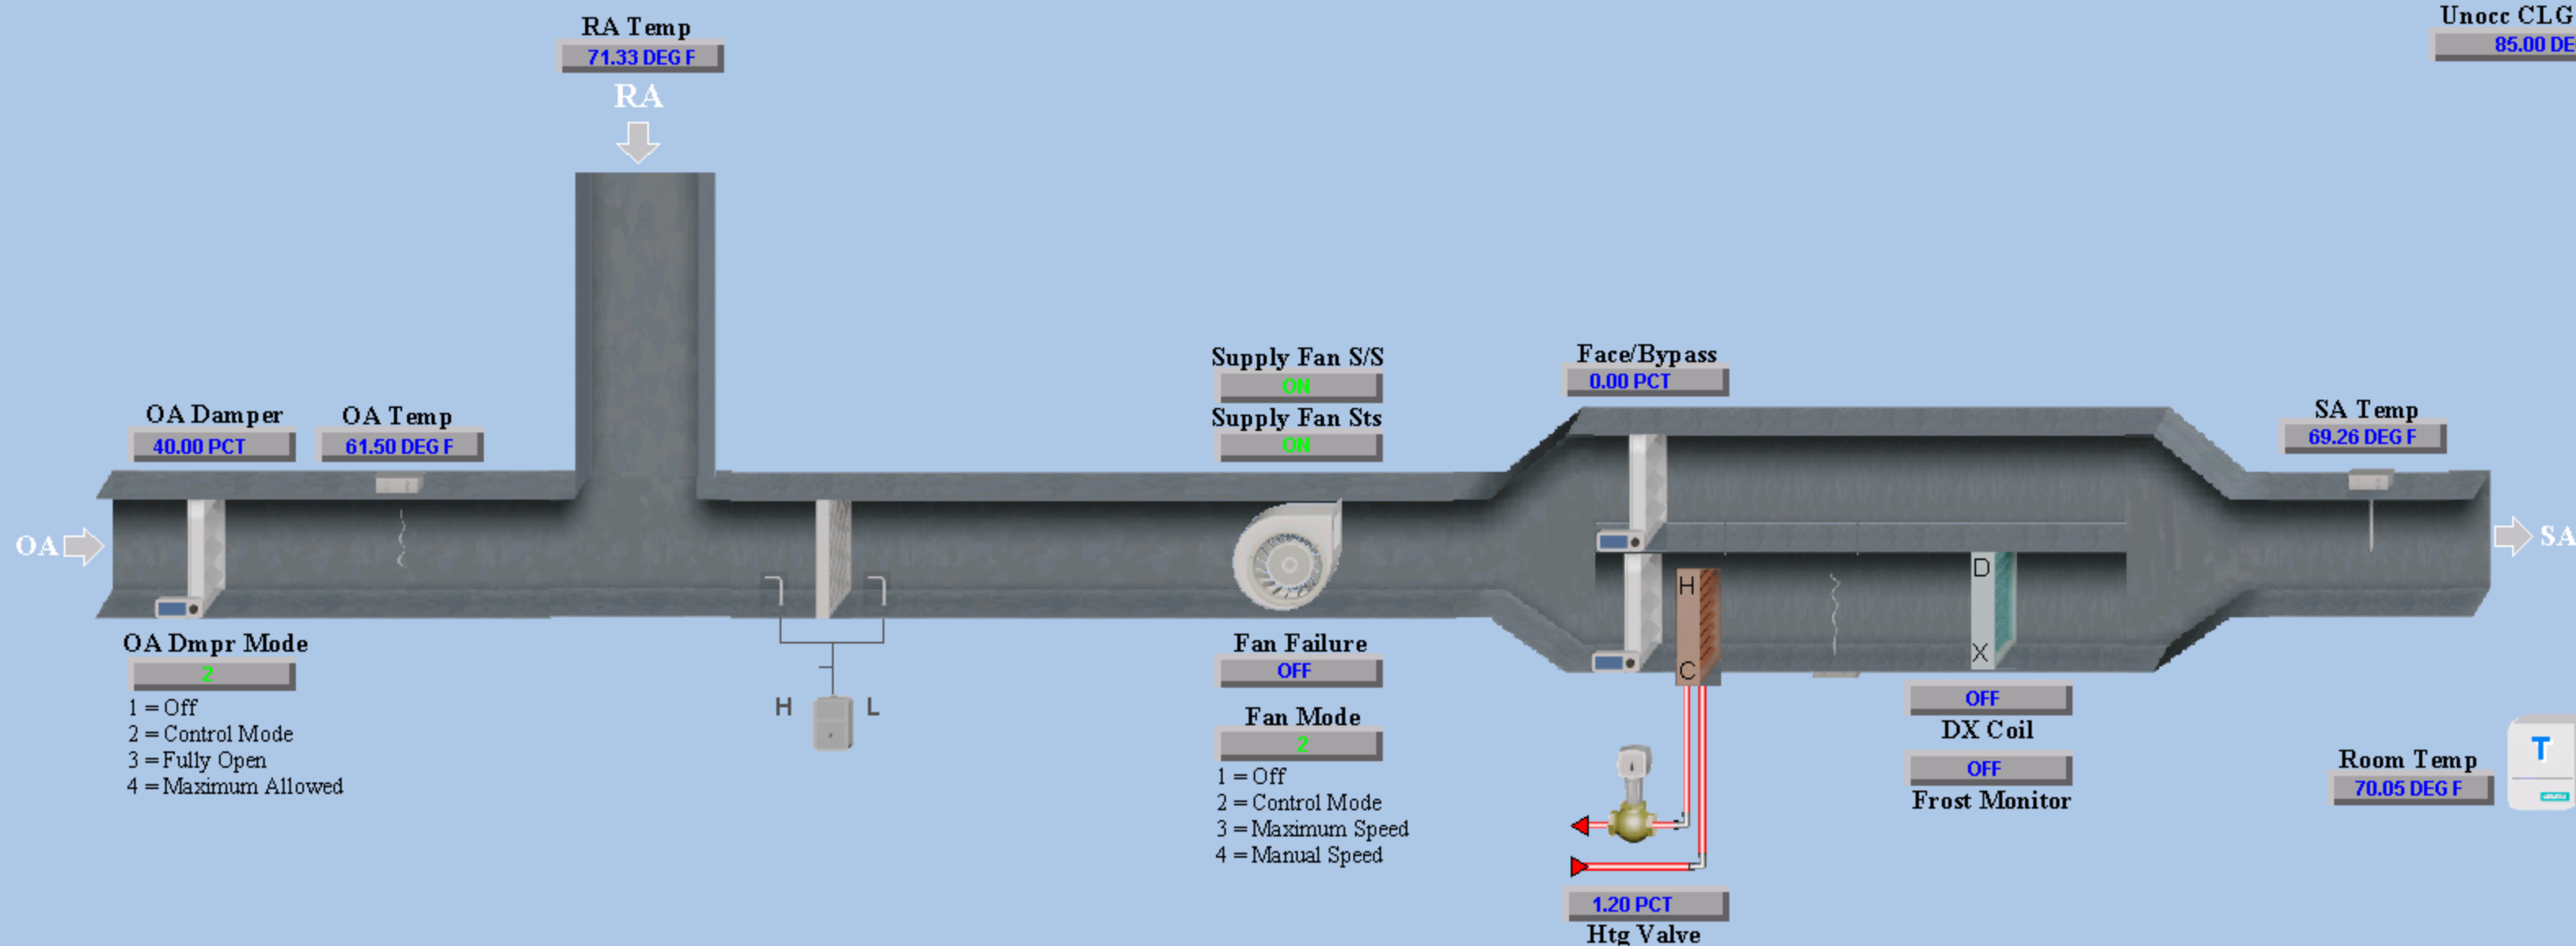 RA Temp
71.33 DEG F
RA
Unocc CLG
85.00 DE
Supply Fan S/S
ON
Supply Fan Sts
ON
Face/Bypass
0.00 PCT
OA Damper
40.00 PCT
OA Temp
61.50 DEG F
SA Temp
69.26 DEG F
OA
SA
H
C
D
X
OA Dmpr Mode
2
1 = Off
2 = Control Mode
3 = Fully Open
4 = Maximum Allowed
H
L
Fan Failure
OFF
Fan Mode
2
1 = Off
2 = Control Mode
3 = Maximum Speed
4 = Manual Speed
OFF
DX Coil
OFF
Frost Monitor
Room Temp
70.05 DEG F
T
1.20 PCT
Htg Valve